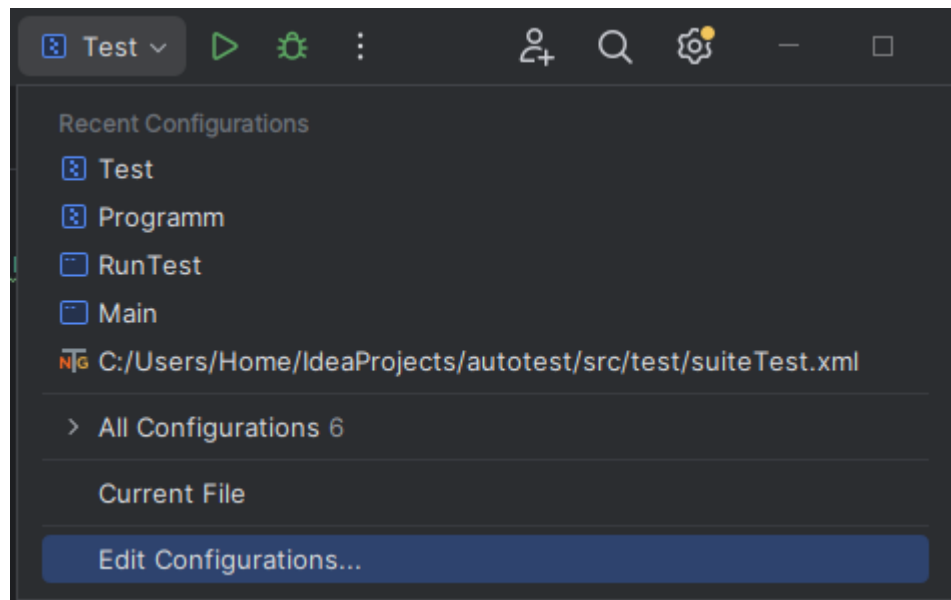 Test
Recent Configurations
Test
Programm
RunTest
Main
NTG C:/Users/Home/IdeaProjects/autotest/src/test/suiteTest.xml
All Configurations 6
Current File
Edit Configurations...